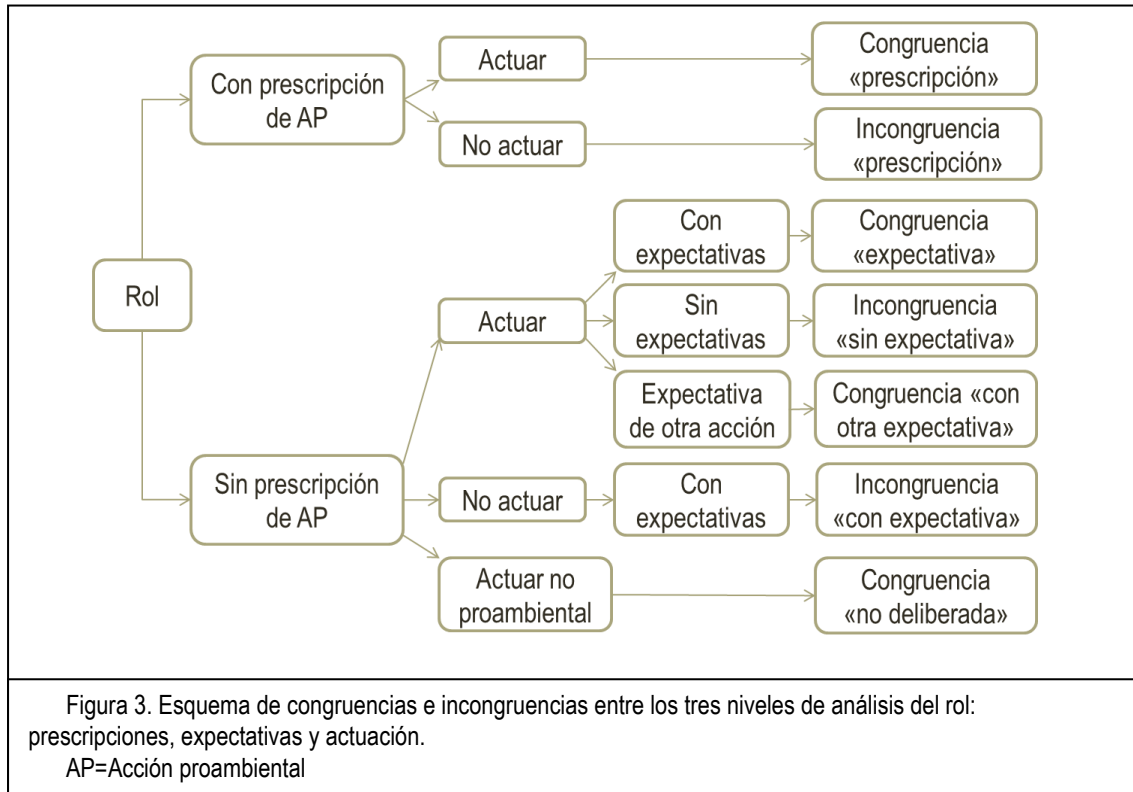 Con prescripción
de AP
Actuar
Congruencia
«prescripción»
No actuar
Incongruencia
«prescripción»
Rol
Sin prescripción
de AP
Actuar
Con
expectativas
Congruencia
«expectativa»
Sin
expectativas
Incongruencia
«sin expectativa»
Expectativa
de otra acción
Congruencia «con
otra expectativa»
No actuar
Con
expectativas
Incongruencia
«con expectativa»
Actuar no
proambiental
Congruencia
«no deliberada»
Figura 3. Esquema de congruencias e incongruencias entre los tres niveles de análisis del rol:
prescripciones, expectativas y actuación.
AP=Acción proambiental